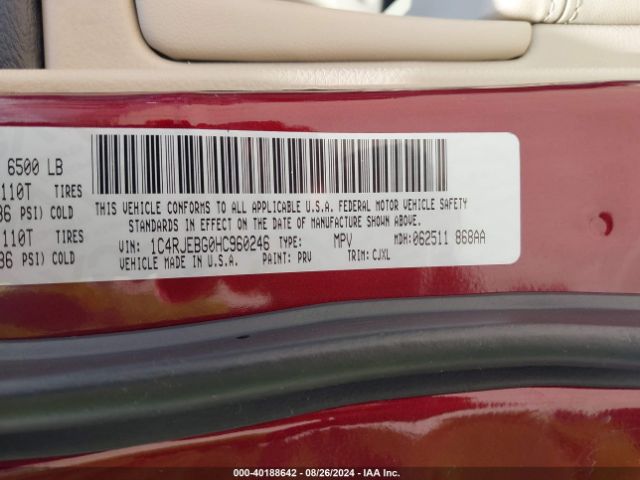 6500 LB
110T TIRES
36 PSI) COLD
110T TIRES
36 PSI) COLD
THIS VEHICLE CONFORMS TO ALL APPLICABLE U.S.A. FEDERAL MOTOR VEHICLE SAFETY
STANDARDS IN EFFECT ON THE DATE OF MANUFACTURE SHOWN ABOVE.
VIN: 1C4RJEBG0HC960246 TYPE: MPV MDH: 062511 868AA
VEHICLE MADE IN U.S.A. PAINT: PRV TRIM: CJXL
000-40188642 - 08/26/2024 - IAA Inc.